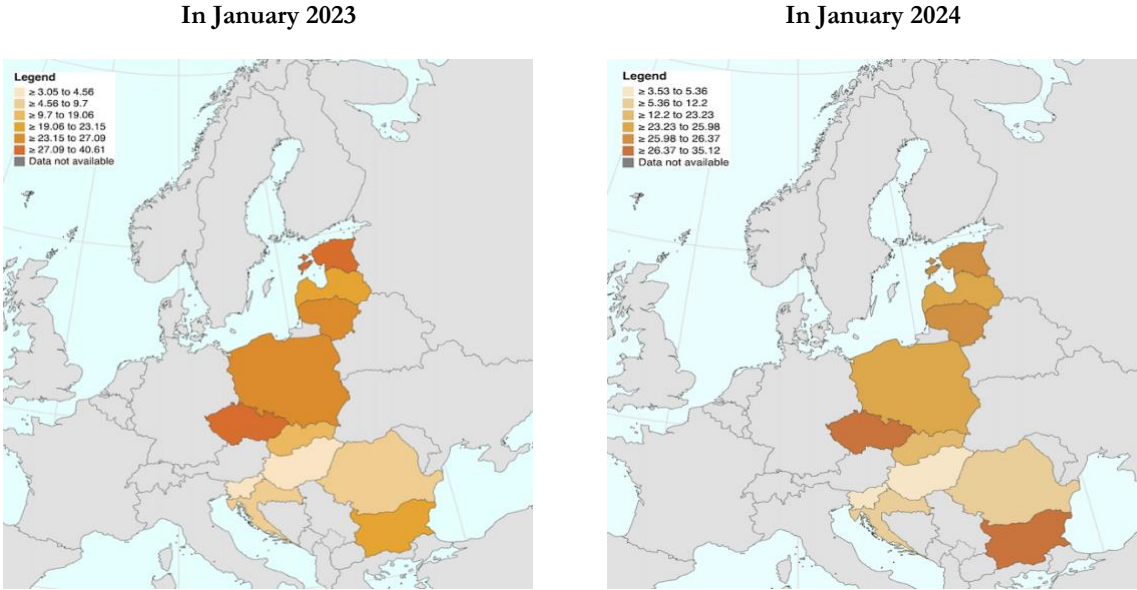 In January 2023
In January 2024
Legend
≥ 3.05 to 4.56
≥ 4.56 to 9.7
≥ 9.7 to 19.06
≥ 19.06 to 23.15
≥ 23.15 to 27.09
≥ 27.09 to 40.61
Data not available
Legend
≥ 3.53 to 5.36
≥ 5.36 to 12.2
≥ 12.2 to 23.23
≥ 23.23 to 25.98
≥ 25.98 to 26.37
≥ 26.37 to 35.12
Data not available